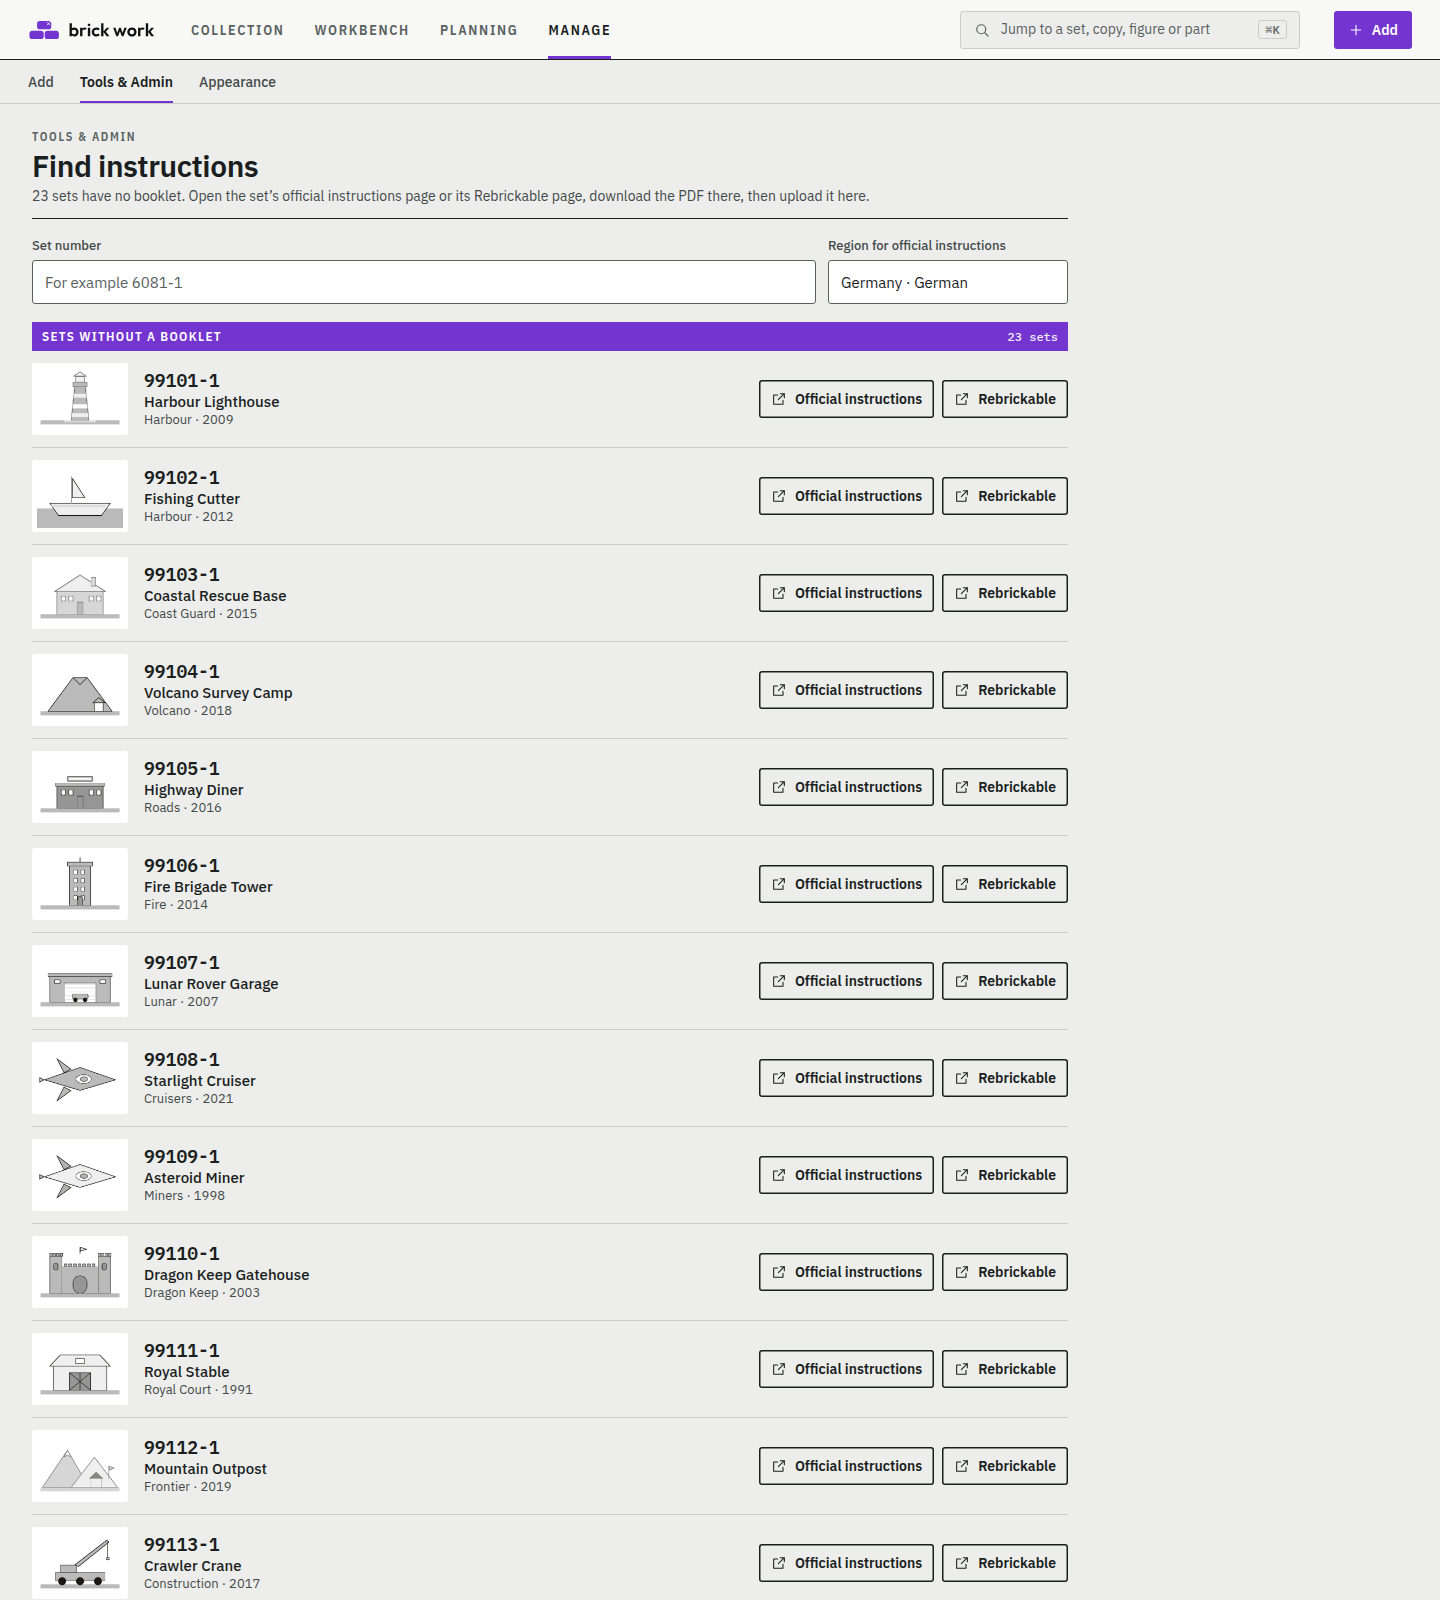 brick work COLLECTION WORKBENCH PLANNING MANAGE Jump to a set, copy, figure or part ⌘K + Add
Add Tools & Admin Appearance
TOOLS & ADMIN
Find instructions
23 sets have no booklet. Open the set's official instructions page or its Rebrickable page, download the PDF there, then upload it here.
Set number Region for official instructions
For example 6081-1 Germany · German
SETS WITHOUT A BOOKLET 23 sets
99101-1
Harbour Lighthouse
Harbour · 2009
Official instructions Rebrickable
99102-1
Fishing Cutter
Harbour · 2012
Official instructions Rebrickable
99103-1
Coastal Rescue Base
Coast Guard · 2015
Official instructions Rebrickable
99104-1
Volcano Survey Camp
Volcano · 2018
Official instructions Rebrickable
99105-1
Highway Diner
Roads · 2016
Official instructions Rebrickable
99106-1
Fire Brigade Tower
Fire · 2014
Official instructions Rebrickable
99107-1
Lunar Rover Garage
Lunar · 2007
Official instructions Rebrickable
99108-1
Starlight Cruiser
Cruisers · 2021
Official instructions Rebrickable
99109-1
Asteroid Miner
Miners · 1998
Official instructions Rebrickable
99110-1
Dragon Keep Gatehouse
Dragon Keep · 2003
Official instructions Rebrickable
99111-1
Royal Stable
Royal Court · 1991
Official instructions Rebrickable
99112-1
Mountain Outpost
Frontier · 2019
Official instructions Rebrickable
99113-1
Crawler Crane
Construction · 2017
Official instructions Rebrickable